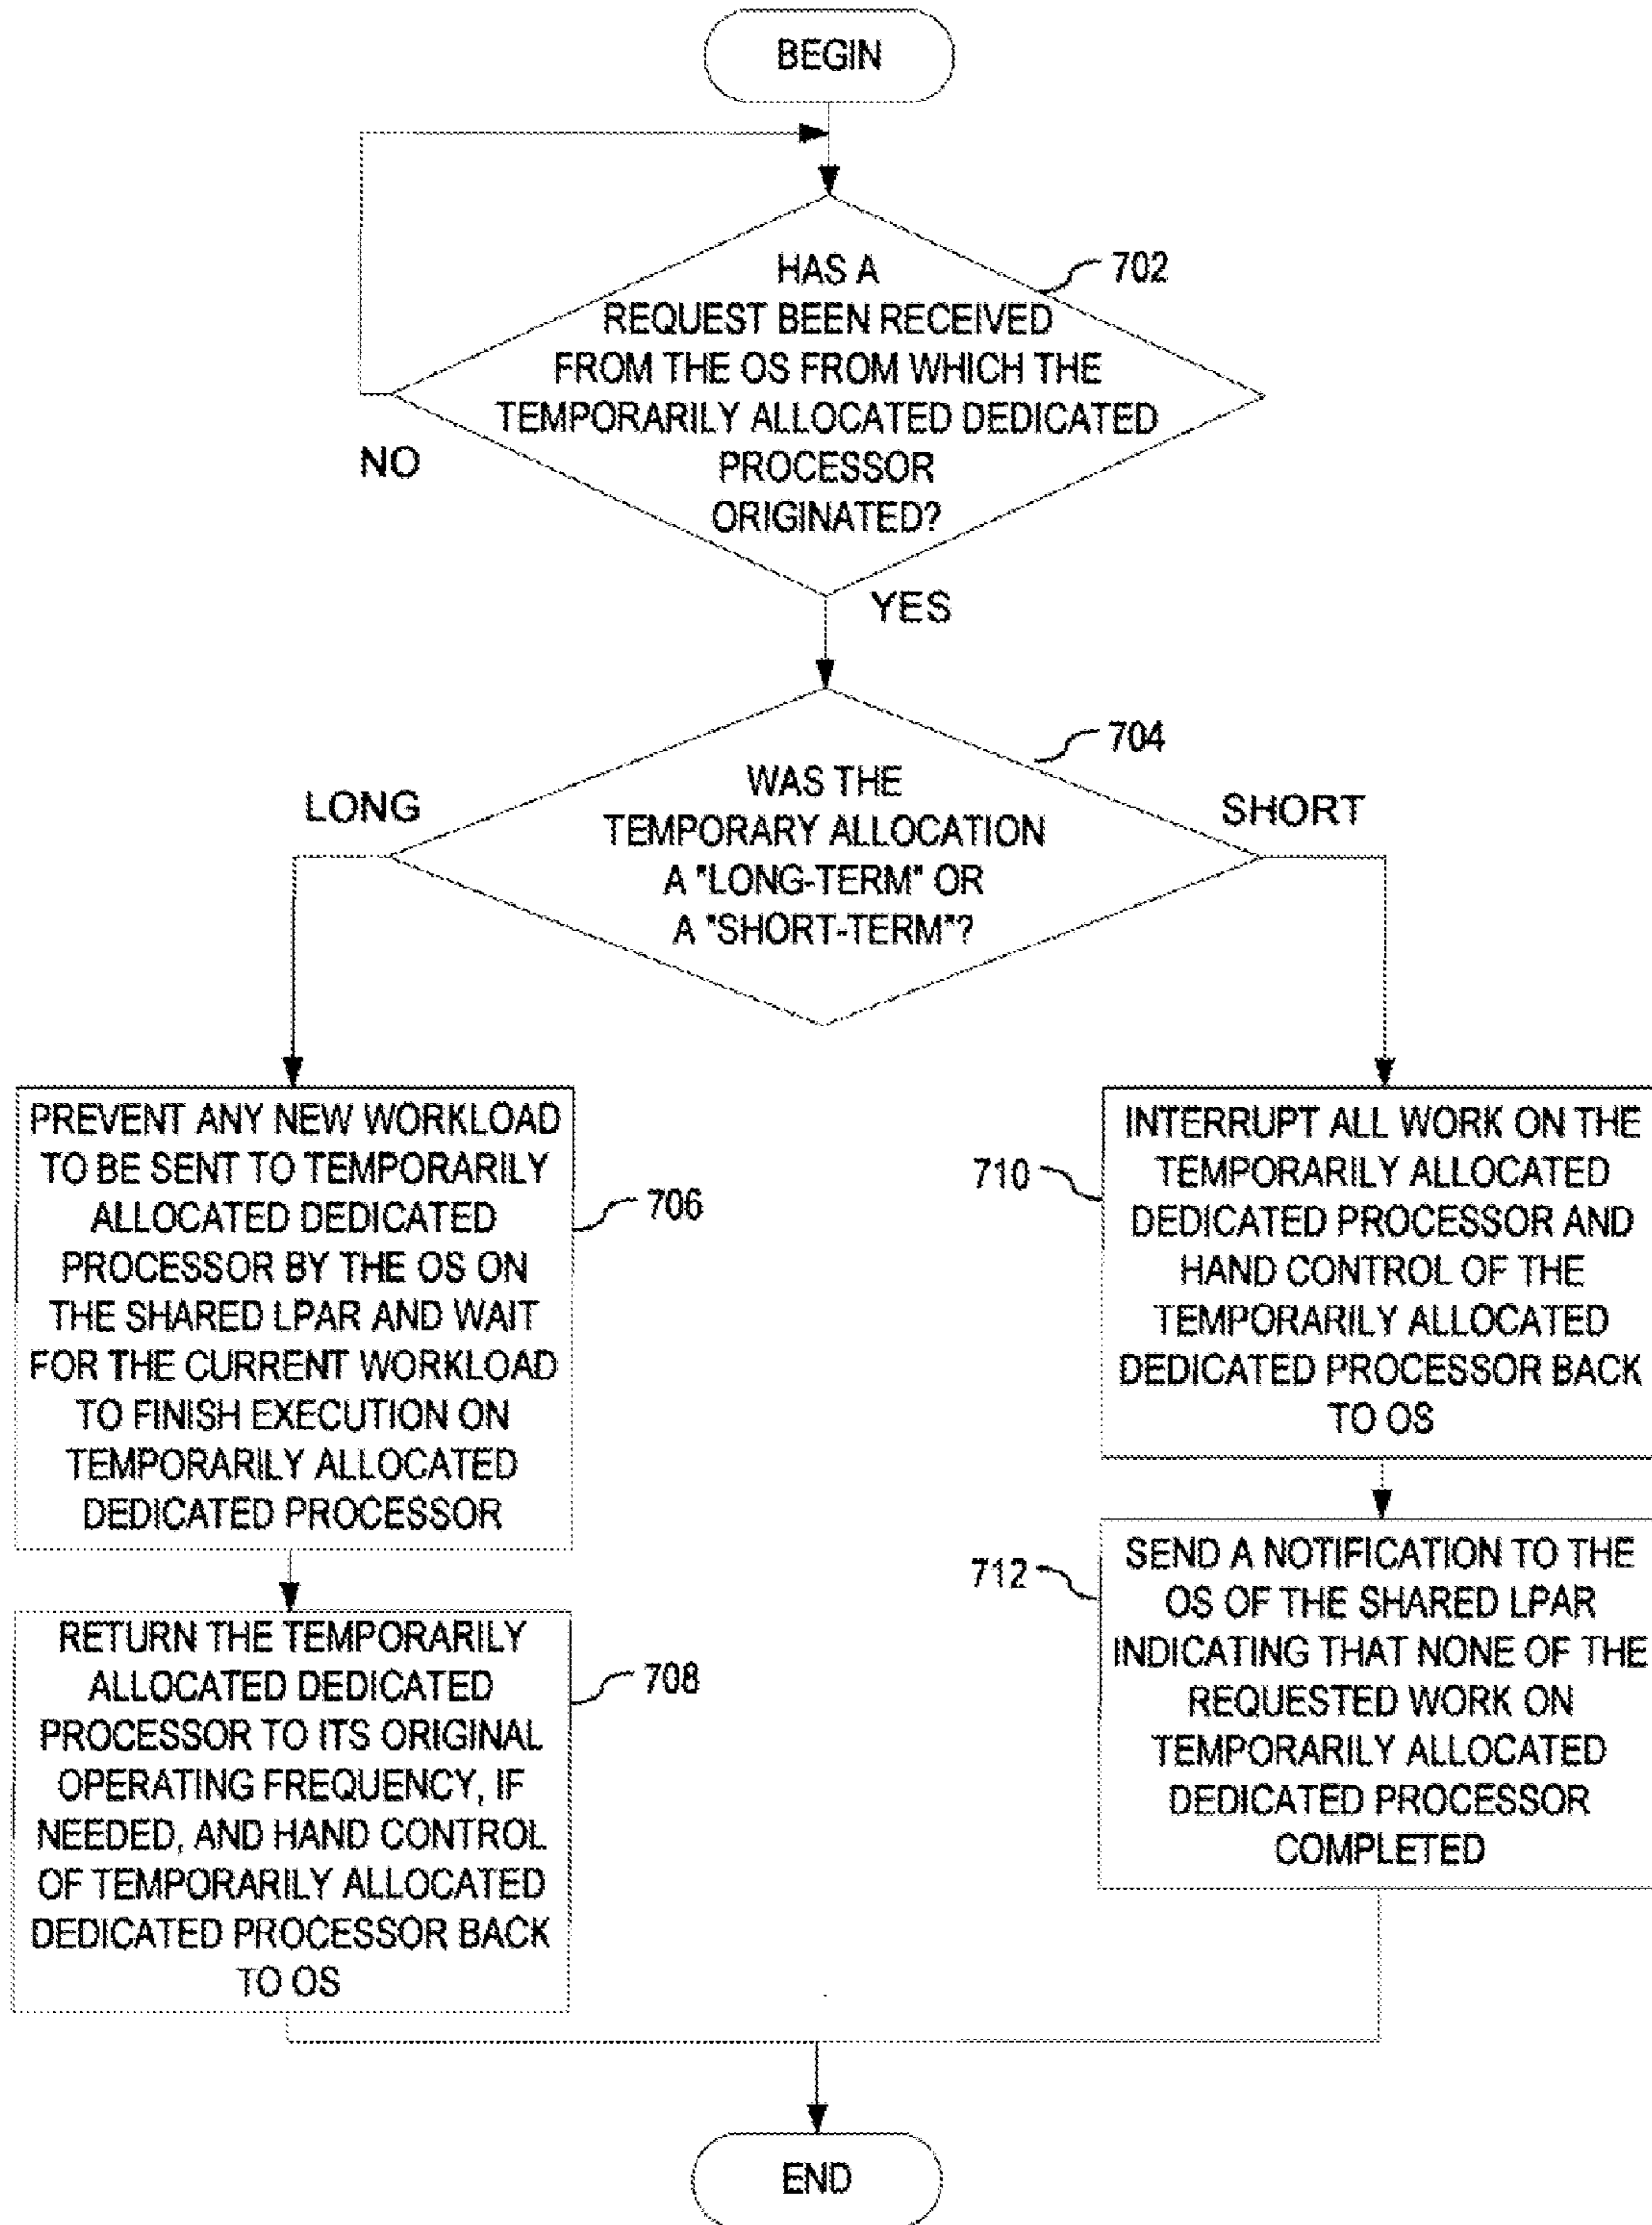 BEGIN
HAS A
REQUEST BEEN RECEIVED
FROM THE OS FROM WHICH THE
TEMPORARILY ALLOCATED DEDICATED
PROCESSOR
ORIGINATED?
702
NO
YES
WAS THE
TEMPORARY ALLOCATION
A "LONG-TERM" OR
A "SHORT-TERM"?
704
LONG
SHORT
PREVENT ANY NEW WORKLOAD
TO BE SENT TO TEMPORARILY
ALLOCATED DEDICATED
PROCESSOR BY THE OS ON
THE SHARED LPAR AND WAIT
FOR THE CURRENT WORKLOAD
TO FINISH EXECUTION ON
TEMPORARILY ALLOCATED
DEDICATED PROCESSOR
706
RETURN THE TEMPORARILY
ALLOCATED DEDICATED
PROCESSOR TO ITS ORIGINAL
OPERATING FREQUENCY, IF
NEEDED, AND HAND CONTROL
OF TEMPORARILY ALLOCATED
DEDICATED PROCESSOR BACK
TO OS
708
INTERRUPT ALL WORK ON THE
TEMPORARILY ALLOCATED
DEDICATED PROCESSOR AND
HAND CONTROL OF THE
TEMPORARILY ALLOCATED
DEDICATED PROCESSOR BACK
TO OS
710
SEND A NOTIFICATION TO THE
OS OF THE SHARED LPAR
INDICATING THAT NONE OF THE
REQUESTED WORK ON
TEMPORARILY ALLOCATED
DEDICATED PROCESSOR
COMPLETED
712
END